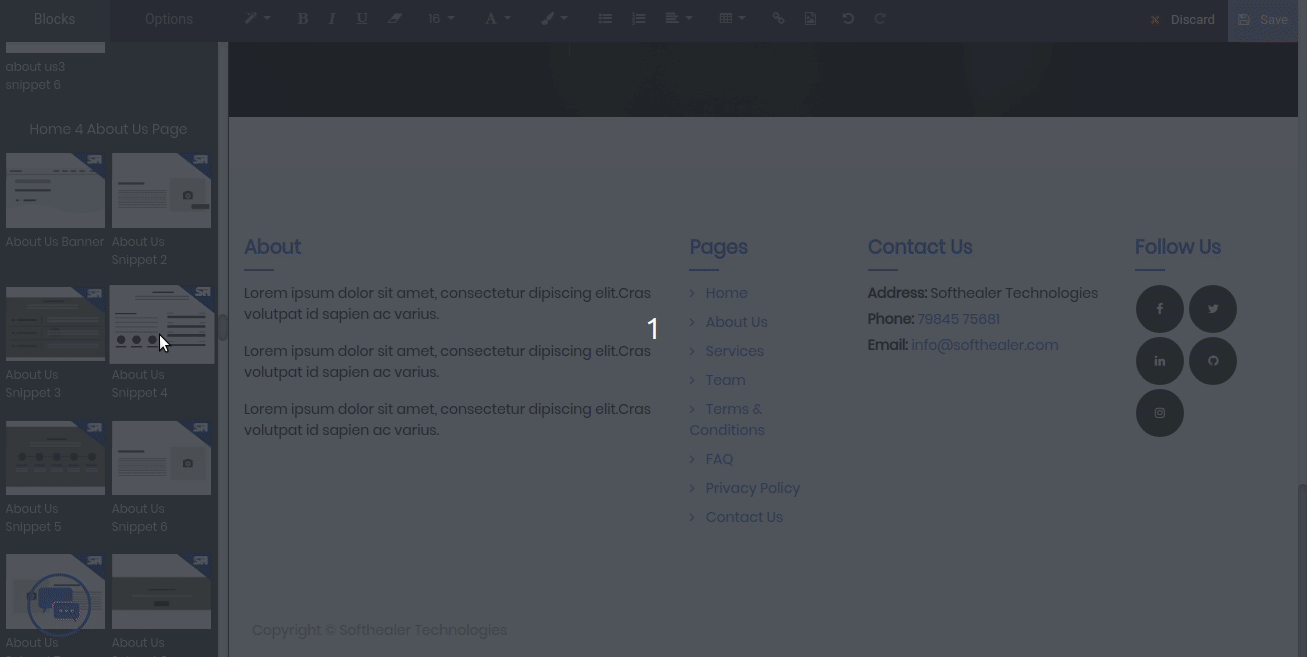 Blocks
Options
B
I
U
16
A
Discard
Save
about us3
snippet 6
Home 4 About Us Page
About Us Banner
About Us
Snippet 2
About Us
Snippet 3
About Us
Snippet 4
About Us
Snippet 5
About Us
Snippet 6
About Us
About Us
1
About
Lorem ipsum dolor sit amet, consectetur dipiscing elit.Cras
volutpat id sapien ac varius.
Lorem ipsum dolor sit amet, consectetur dipiscing elit.Cras
volutpat id sapien ac varius.
Lorem ipsum dolor sit amet, consectetur dipiscing elit.Cras
volutpat id sapien ac varius.
Pages
Home
About Us
Services
Team
Terms &
Conditions
FAQ
Privacy Policy
Contact Us
Contact Us
Address: Softhealer Technologies
Phone: 79845 75681
Email: info@softhealer.com
Follow Us
Copyright © Softhealer Technologies